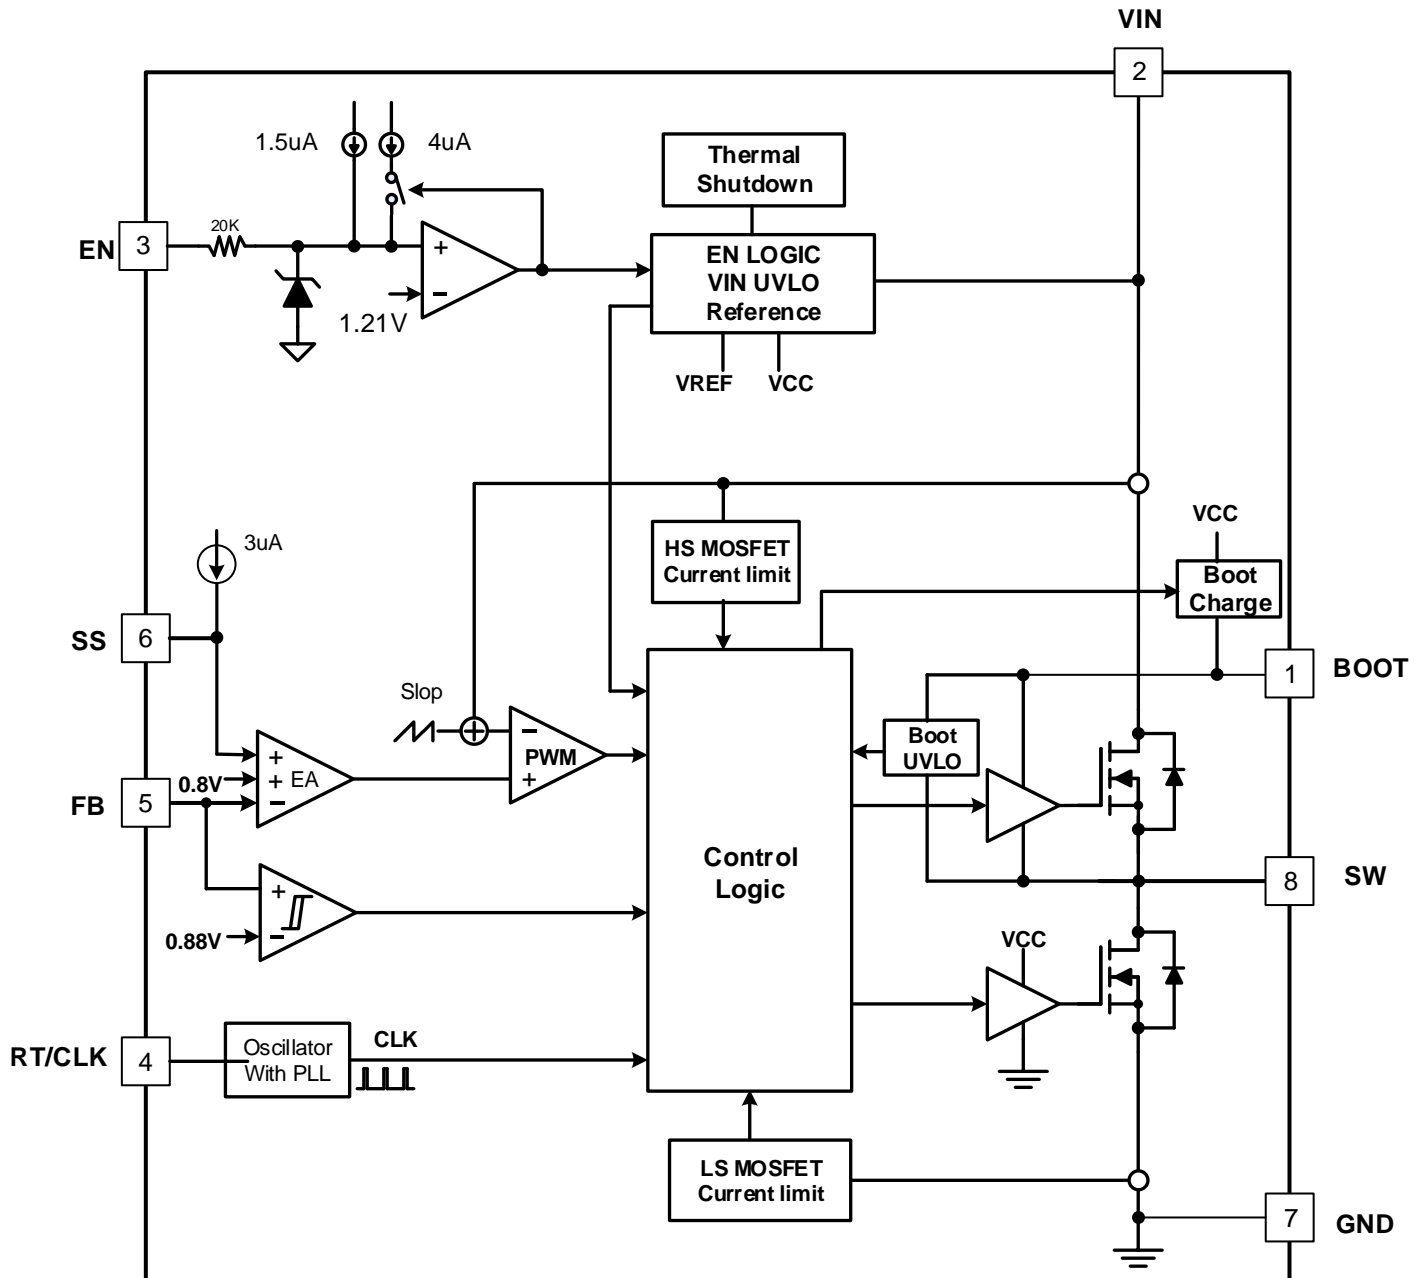 VIN
2
1.5uA
4uA
Thermal
Shutdown
20K
EN
3
+
EN LOGIC
VIN UVLO
Reference
-
1.21V
VREF
VCC
3uA
HS MOSFET
Current limit
VCC
Boot
Charge
SS
6
BOOT
1
Slop
-
PWM
+
Boot
UVLO
+
0.8V
+
EA
-
FB
5
Control
Logic
SW
8
+
0.88V
-
VCC
RT/CLK
4
Oscillator
With PLL
CLK
LS MOSFET
Current limit
7
GND